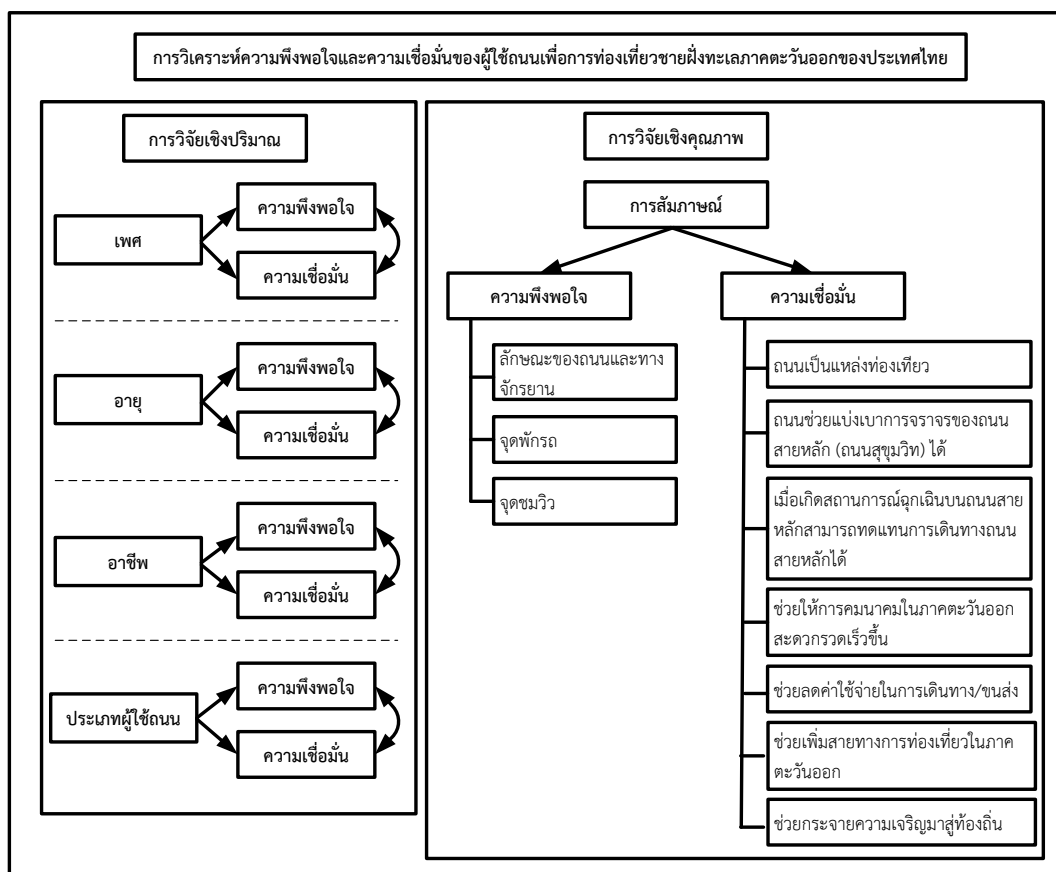 การวิเคราะห์ความพึงพอใจและความเชื่อมั่นของผู้ใช้ถนนเพื่อการท่องเที่ยวชายฝั่งทะเลภาคตะวันออกของประเทศไทย
การวิจัยเชิงปริมาณ
เพศ
ความพึงพอใจ
ความเชื่อมั่น
อายุ
ความพึงพอใจ
ความเชื่อมั่น
อาชีพ
ความพึงพอใจ
ความเชื่อมั่น
ประเภทผู้ใช้ถนน
ความพึงพอใจ
ความเชื่อมั่น
การวิจัยเชิงคุณภาพ
การสัมภาษณ์
ความพึงพอใจ
ลักษณะของถนนและทาง
จักรยาน
จุดพักรถ
จุดชมวิว
ความเชื่อมั่น
ถนนเป็นแหล่งท่องเทียว
ถนนช่วยแบ่งเบาการจราจรของถนน
สายหลัก (ถนนสุขุมวิท) ได้
เมื่อเกิดสถานการณ์ฉุกเฉินบนถนนสาย
หลักสามารถทดแทนการเดินทางถนน
สายหลักได้
ช่วยให้การคมนาคมในภาคตะวันออก
สะดวกรวดเร็วขึ้น
ช่วยลดค่าใช้จ่ายในการเดินทาง/ขนส่ง
ช่วยเพิ่มสายทางการท่องเที่ยวในภาค
ตะวันออก
ช่วยกระจายความเจริญมาสู่ท้องถิ่น